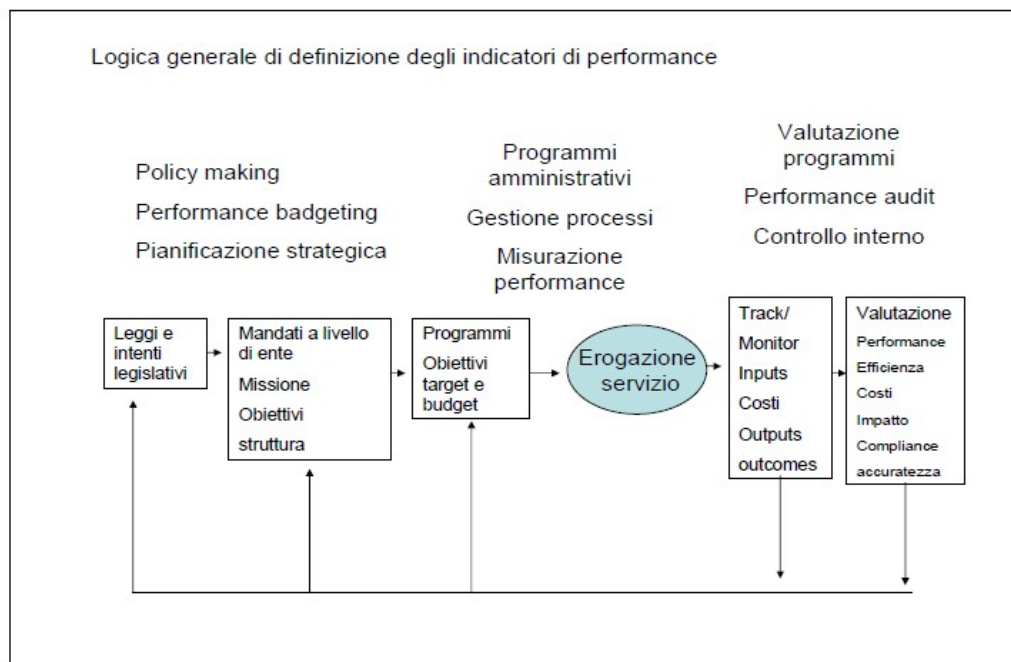 Logica generale di definizione degli indicatori di performance
Policy making
Performance badgeting
Pianificazione strategica
Programmi
amministrativi
Gestione processi
Misurazione
performance
Valutazione
programmi
Performance audit
Controllo interno
Leggi e
intenti
legislativi
Mandati a livello
di ente
Missione
Obiettivi
struttura
Programmi
Obiettivi
target e
budget
Erogazione
servizio
Track/
Monitor
Inputs
Costi
Outputs
outcomes
Valutazione
Performance
Efficienza
Costi
Impatto
Compliance
accuratezza